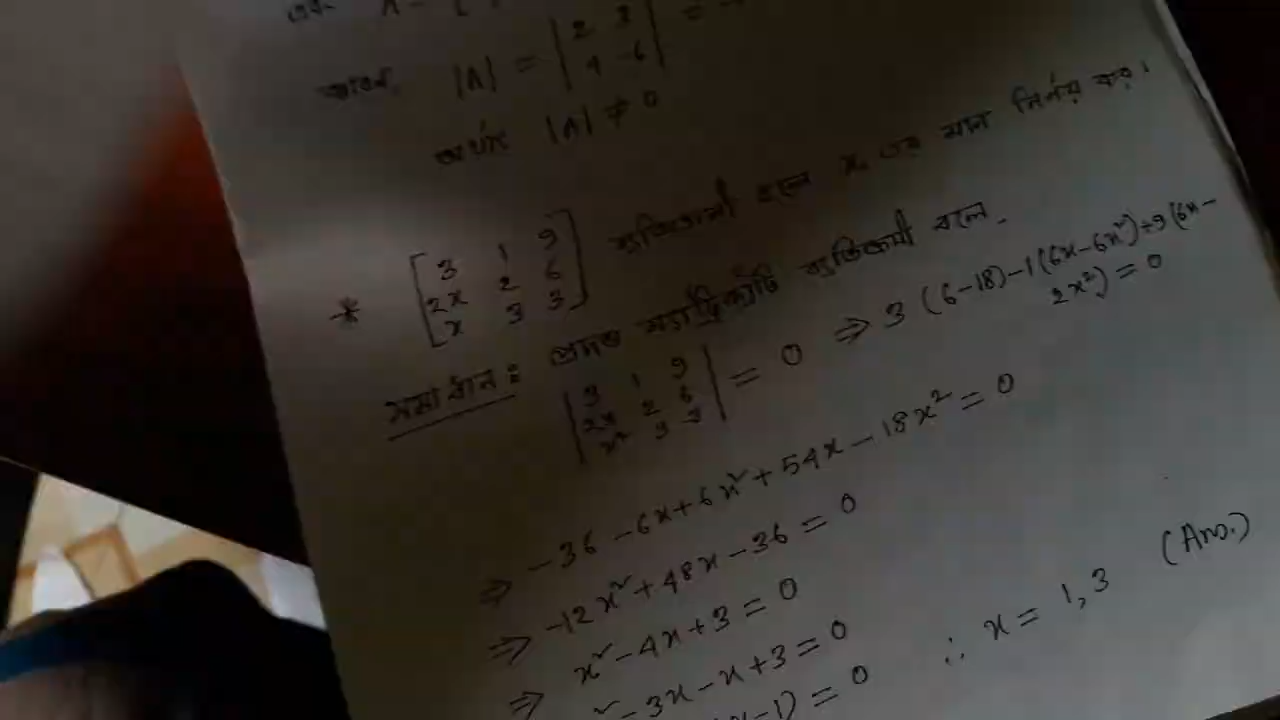 |A| = |2 3| =
|4 -6|
অর্থাৎ |A| ≠ 0
* [3 1 9] ব্যতিক্রমী হলে x এর মান নির্ণয় কর।
[2x 2 6]
[x 3 3]
সমাধান: প্রদত্ত ম্যাট্রিক্সটি ব্যতিক্রমী বলে.
|3 1 9| = 0 ⇒ 3 (6-18) -1 (6x-6x²) +9 (6x-
|2x 2 6| 2x²) = 0
|x² 3 3|
⇒ -36 -6x+6x²+54x-18x² = 0
⇒ -12x²+48x-36 = 0
⇒ x²-4x+3 = 0
²-3x-x+3 = 0
x-1) = 0 ∴ x = 1, 3 (Ans.)